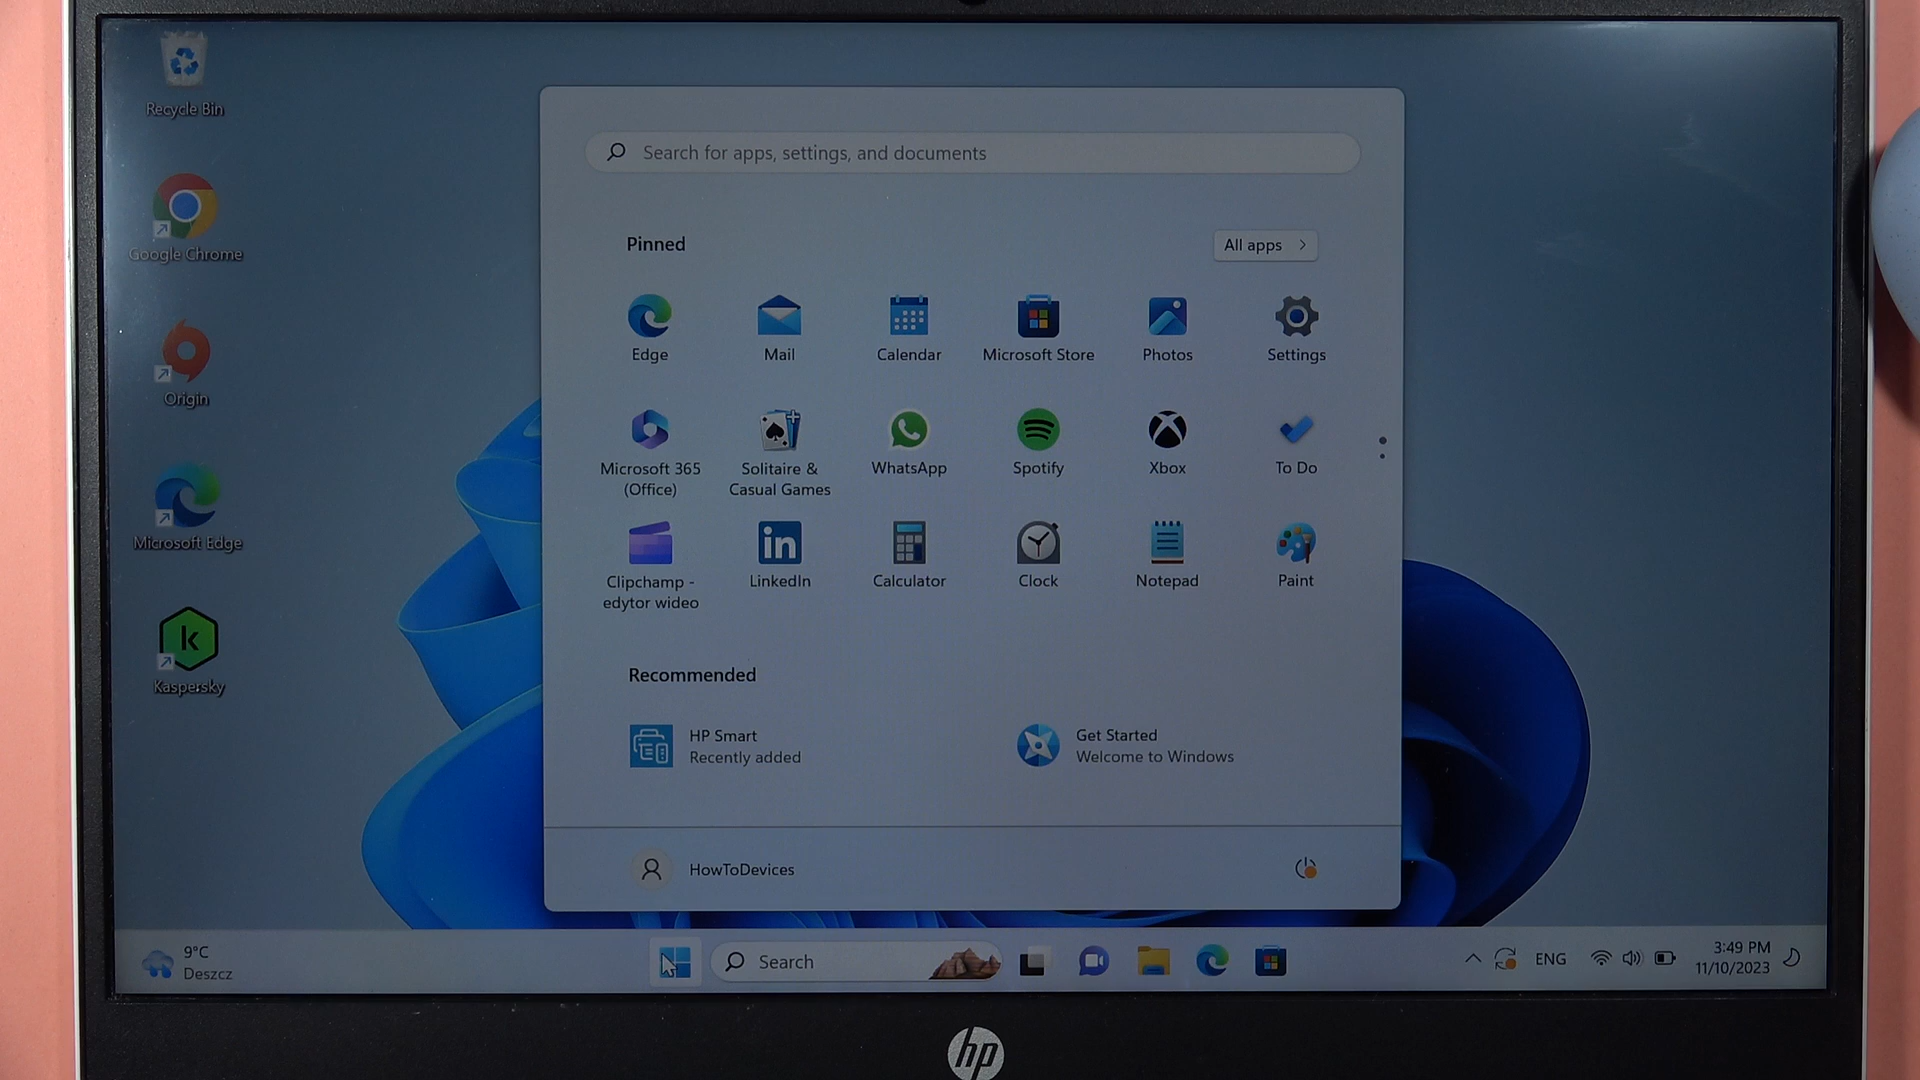 Recycle Bin
Google Chrome
Origin
Microsoft Edge
k
Kaspersky
Search for apps, settings, and documents
Pinned
All apps
Edge
Mail
Calendar
Microsoft Store
Photos
Settings
Microsoft 365
(Office)
Solitaire &
Casual Games
WhatsApp
Spotify
Xbox
To Do
Clipchamp -
edytor wideo
in
LinkedIn
Calculator
Clock
Notepad
Paint
Recommended
HP Smart
Recently added
Get Started
Welcome to Windows
HowToDevices
9°C
Deszcz
Search
ENG
3:49 PM
11/10/2023
hp